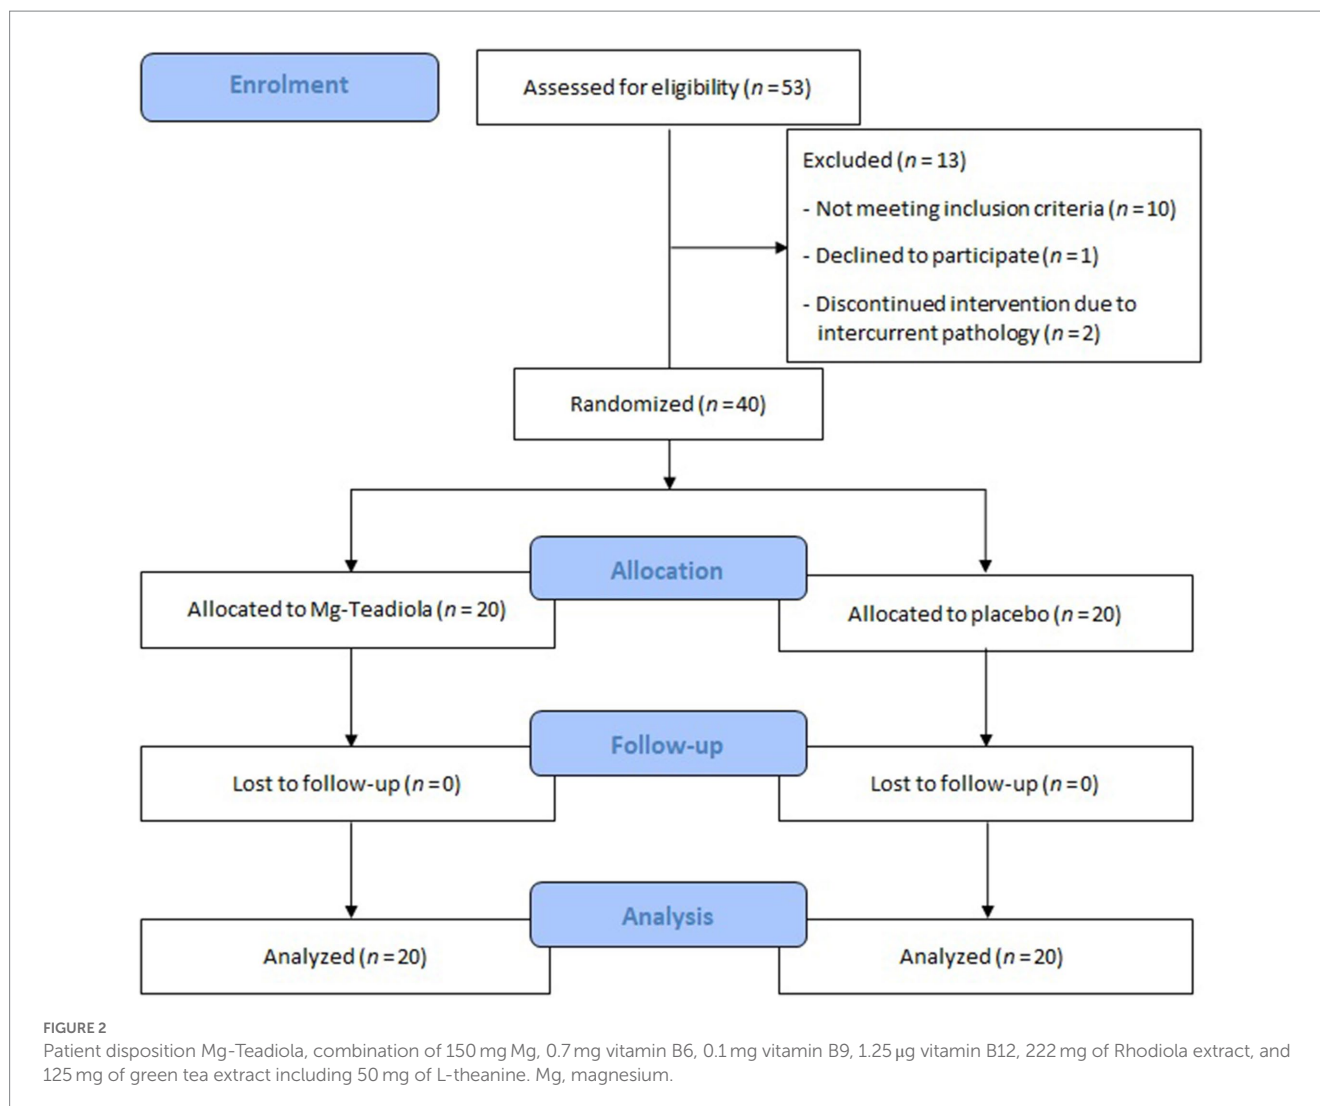 Enrolment
Assessed for eligibility (n=53)
Excluded (n=13)
- Not meeting inclusion criteria (n=10)
- Declined to participate (n=1)
- Discontinued intervention due to
intercurrent pathology (n=2)
Randomized (n=40)
Allocation
Allocated to Mg-Teadiola (n=20)
Allocated to placebo (n=20)
Follow-up
Lost to follow-up (n=0)
Lost to follow-up (n=0)
Analysis
Analyzed (n=20)
Analyzed (n=20)
FIGURE 2
Patient disposition Mg-Teadiola, combination of 150 mg Mg, 0.7 mg vitamin B6, 0.1 mg vitamin B9, 1.25 μg vitamin B12, 222 mg of Rhodiola extract, and
125 mg of green tea extract including 50 mg of L-theanine. Mg, magnesium.